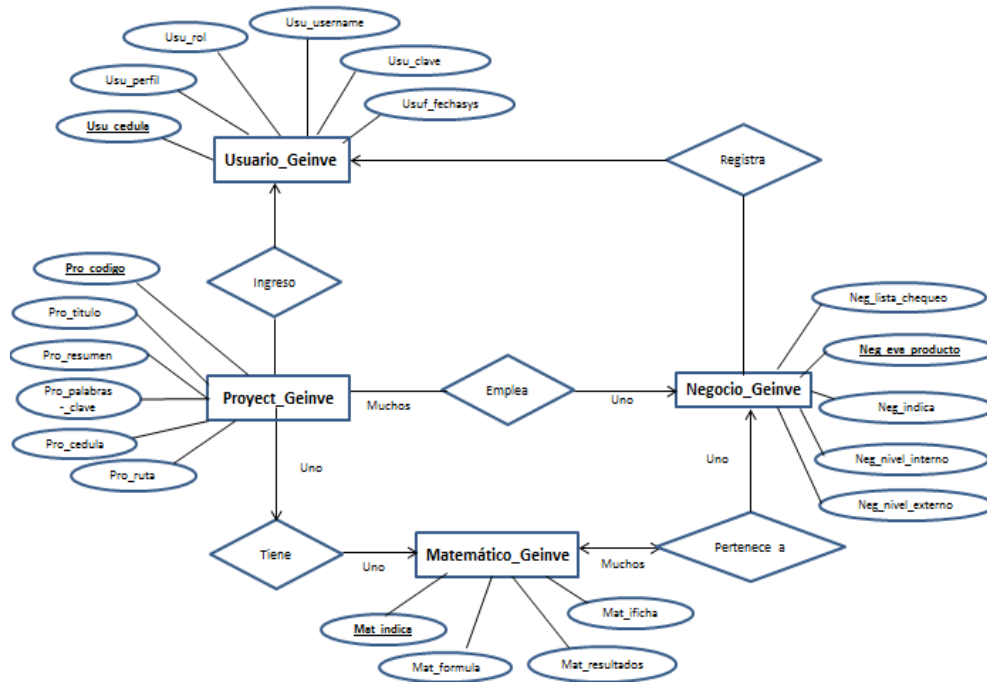 Usu_username
Usu_rol
Usu_clave
Usu_perfil
Usuf_fechasys
Usu_cedula
Usuario_Geinve
Registra
Pro_codigo
Ingreso
Neg_lista_chequeo
Pro_titulo
Neg_eva_producto
Pro_resumen
Emplea
Pro_palabras
-_clave
Proyect_Geinve
Muchos
Uno
Negocio_Geinve
Neg_indica
Pro_cedula
Neg_nivel_interno
Uno
Uno
Pro_ruta
Neg_nivel_externo
Tiene
Uno
Matemático_Geinve
Muchos
Pertenece a
Mat_ificha
Mat_indica
Mat_formula
Mat_resultados